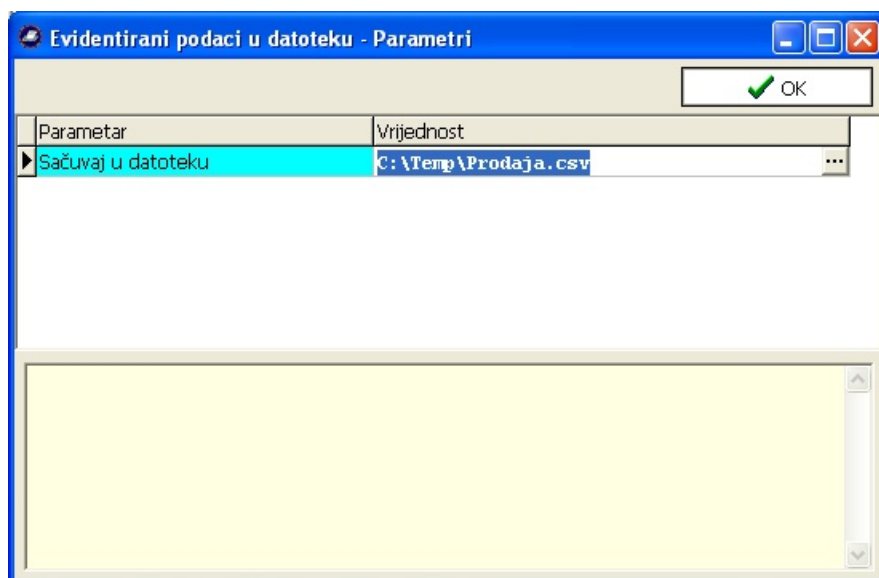 Evidentirani podaci u datoteku - Parametri
OK
Parametar Vrijednost
Sačuvaj u datoteku C:\Temp\Prodaja.csv ...